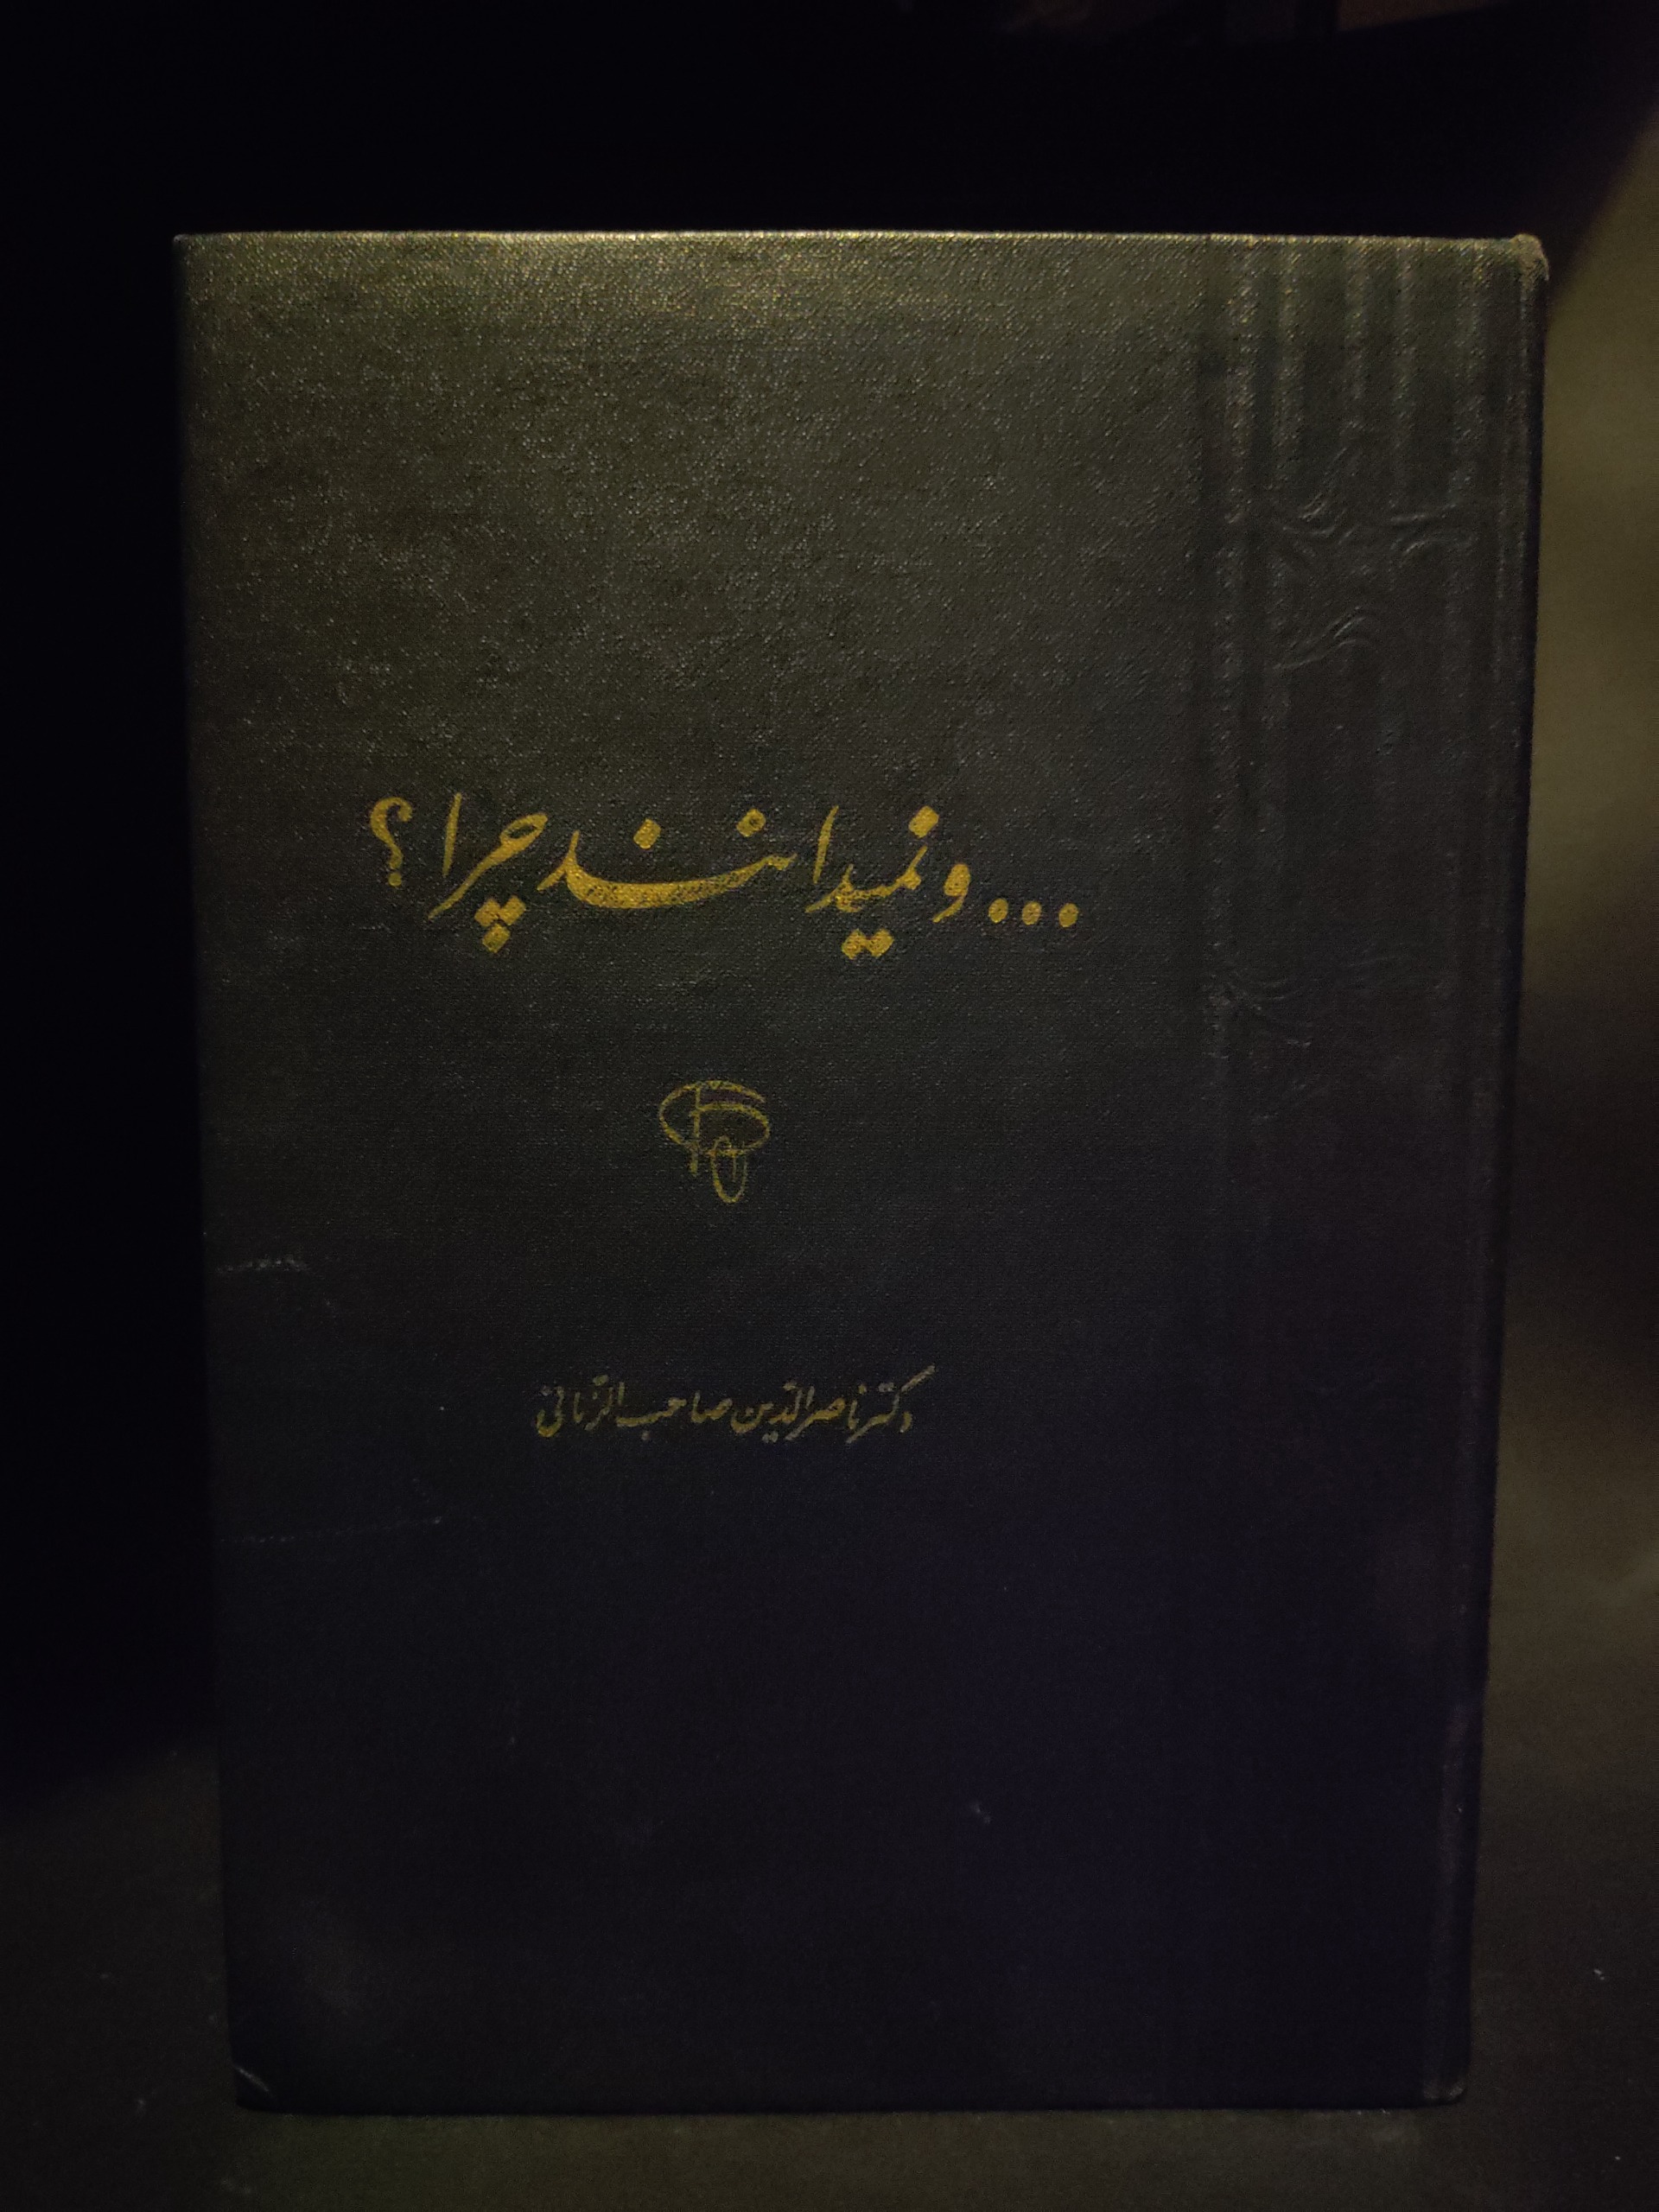 ... و نمیدانند چرا؟
دکتر ناصرالدین صاحب الزمانی